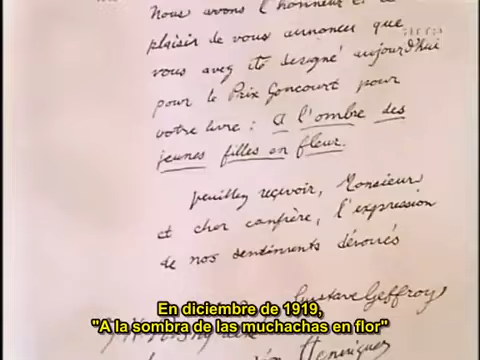 Nous avons l'honneur et le
plaisir de vous annoncer que
vous avez été designé aujourd'hui
pour le Prix Goncourt pour
votre livre : A l'ombre des
jeunes filles en fleur.
Veuillez reçevoir, Monsieur
et cher confrère, l'expression
de nos sentiments dévoués
Gustave Geffroy
En diciembre de 1919,
"A la sombra de las muchachas en flor"